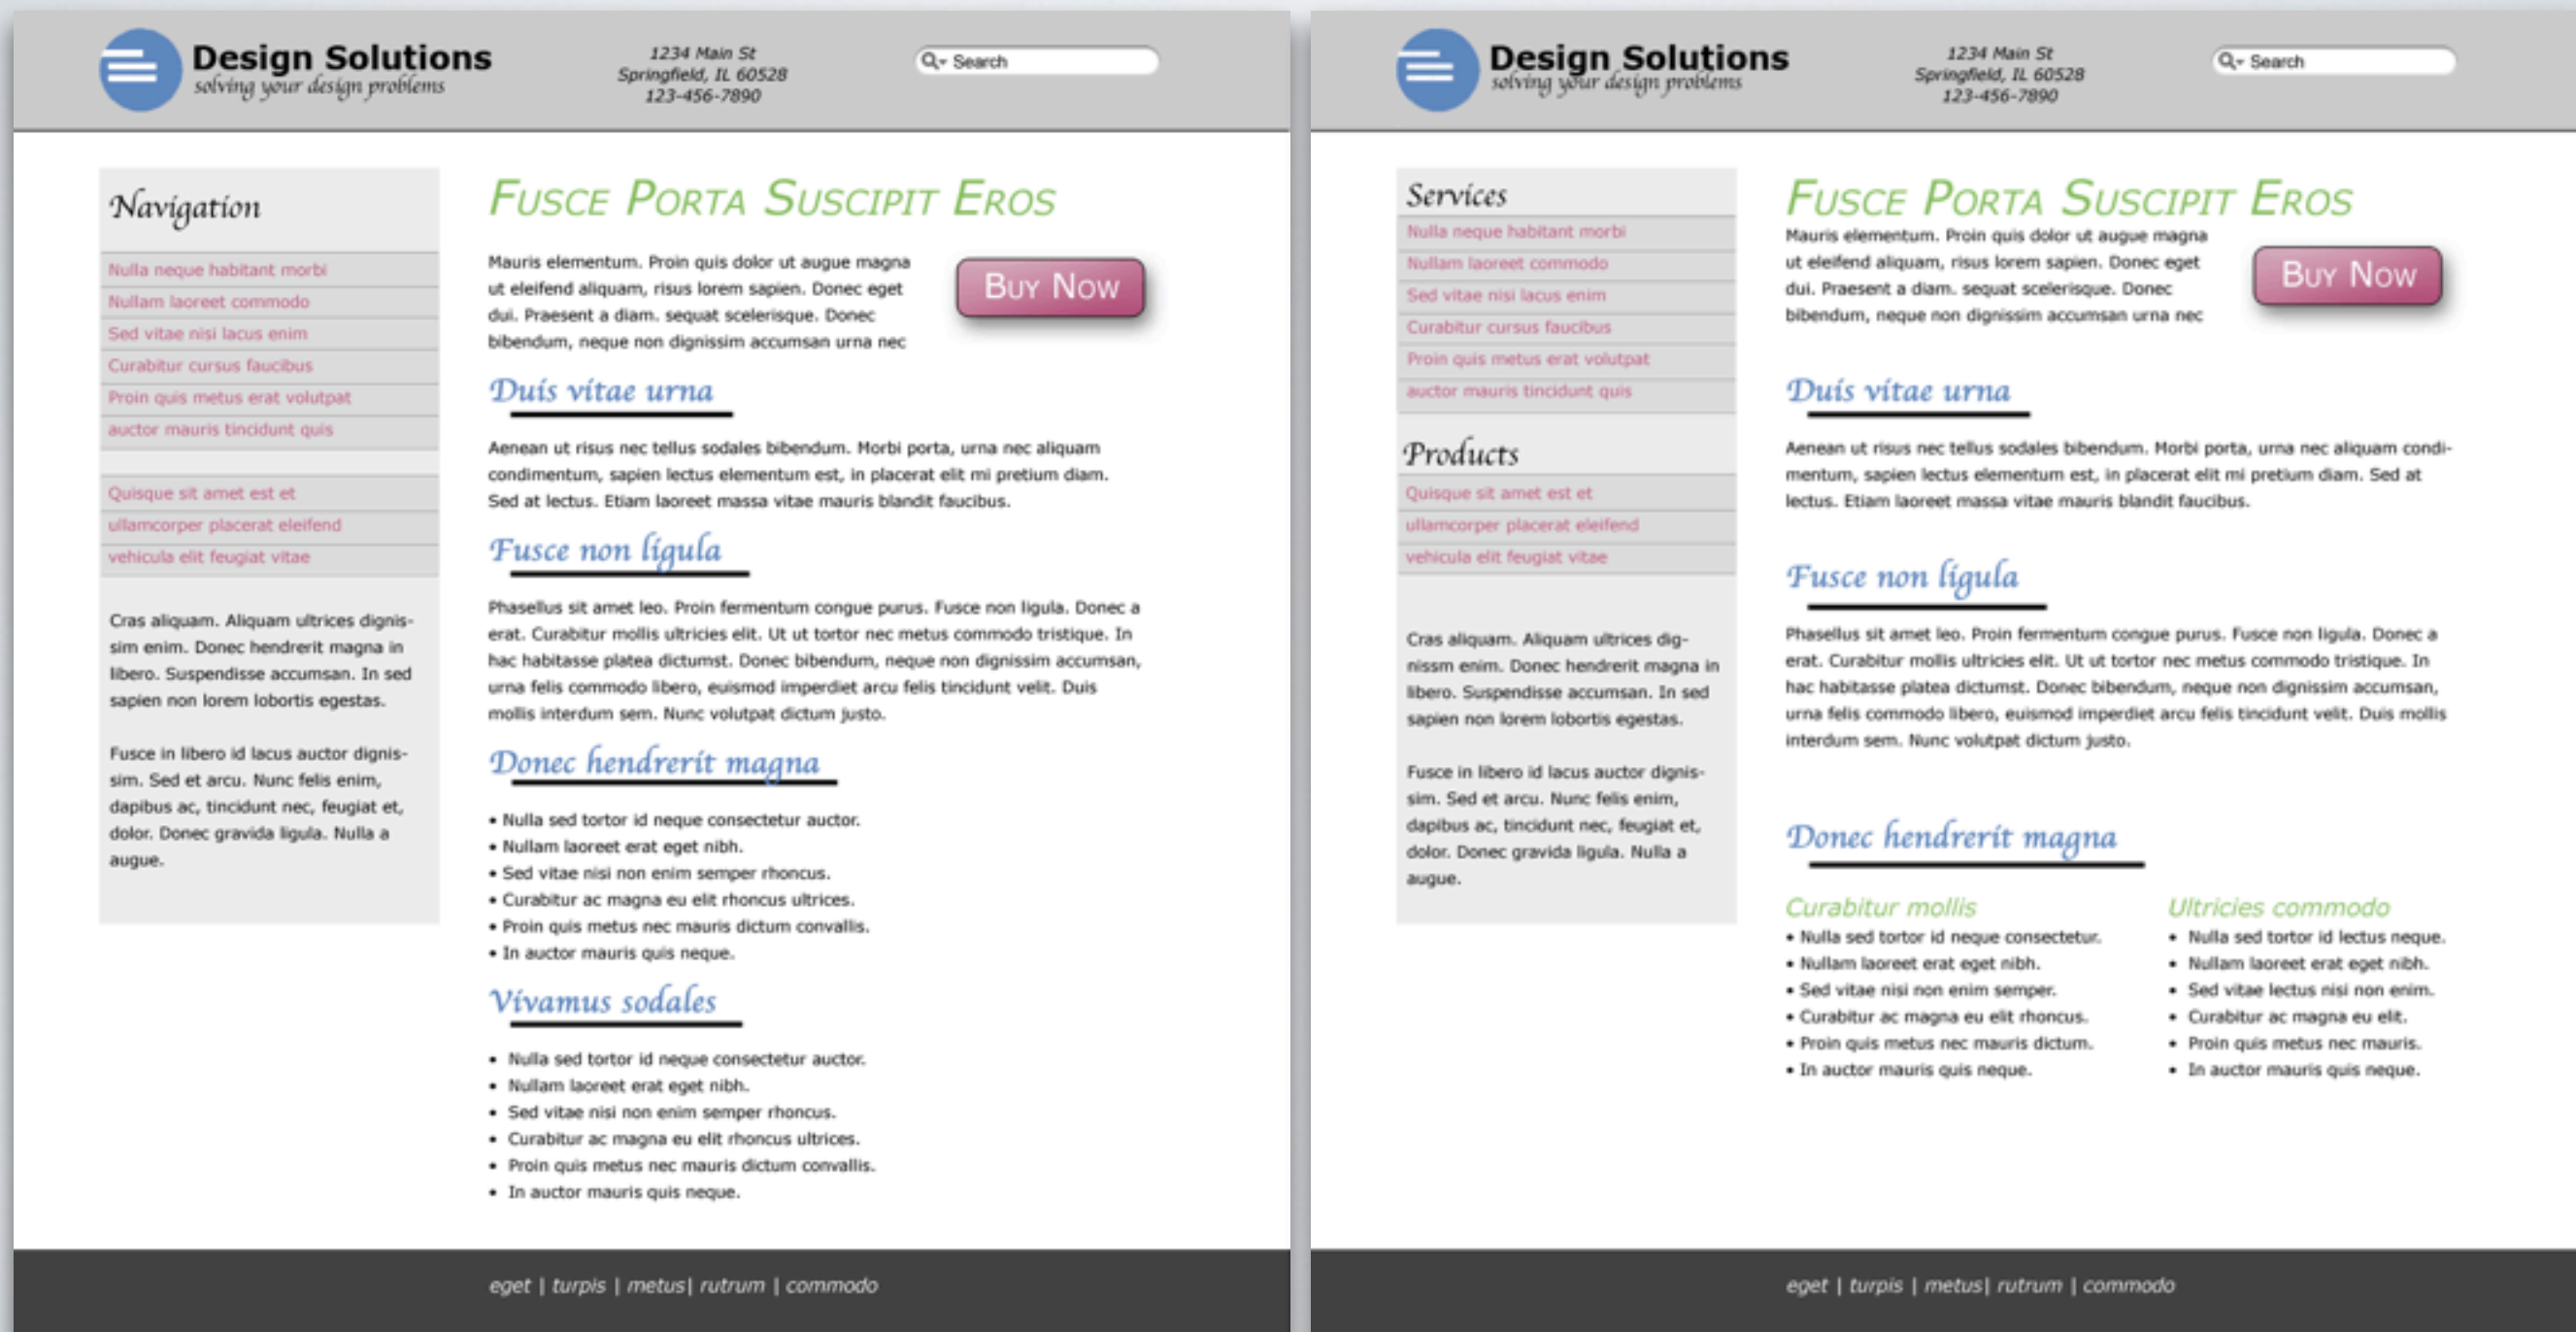 Design Solutions
solving your design problems
1234 Main St
Springfield, IL 60528
123-456-7890
Search
Navigation
Nulla neque habitant morbi
Nullam laoreet commodo
Sed vitae nisi lacus enim
Curabitur cursus faucibus
Proin quis metus erat volutpat
auctor mauris tincidunt quis
Quisque sit amet est et
ullamcorper placerat eleifend
vehicula elit feugiat vitae
Cras aliquam. Aliquam ultrices dignis-
sim enim. Donec hendrerit magna in
libero. Suspendisse accumsan. In sed
sapien non lorem lobortis egestas.
Fusce in libero id lacus auctor dignis-
sim. Sed et arcu. Nunc felis enim,
dapibus ac, tincidunt nec, feugiat et,
dolor. Donec gravida ligula. Nulla a
augue.
Fusce Porta Suscipit Eros
Mauris elementum. Proin quis dolor ut augue magna
ut eleifend aliquam, risus lorem sapien. Donec eget
dui. Praesent a diam. sequat scelerisque. Donec
bibendum, neque non dignissim accumsan urna nec
Buy Now
Duis vitae urna
Aenean ut risus nec tellus sodales bibendum. Morbi porta, urna nec aliquam
condimentum, sapien lectus elementum est, in placerat elit mi pretium diam.
Sed at lectus. Etiam laoreet massa vitae mauris blandit faucibus.
Fusce non ligula
Phasellus sit amet leo. Proin fermentum congue purus. Fusce non ligula. Donec a
erat. Curabitur mollis ultricies elit. Ut ut tortor nec metus commodo tristique. In
hac habitasse platea dictumst. Donec bibendum, neque non dignissim accumsan,
urna felis commodo libero, euismod imperdiet arcu felis tincidunt velit. Duis
mollis interdum sem. Nunc volutpat dictum justo.
Donec hendrerit magna
• Nulla sed tortor id neque consectetur auctor.
• Nullam laoreet erat eget nibh.
• Sed vitae nisi non enim semper rhoncus.
• Curabitur ac magna eu elit rhoncus ultrices.
• Proin quis metus nec mauris dictum convallis.
• In auctor mauris quis neque.
Vivamus sodales
• Nulla sed tortor id neque consectetur auctor.
• Nullam laoreet erat eget nibh.
• Sed vitae nisi non enim semper rhoncus.
• Curabitur ac magna eu elit rhoncus ultrices.
• Proin quis metus nec mauris dictum convallis.
• In auctor mauris quis neque.
eget | turpis | metus| rutrum | commodo
Design Solutions
solving your design problems
1234 Main St
Springfield, IL 60528
123-456-7890
Search
Services
Nulla neque habitant morbi
Nullam laoreet commodo
Sed vitae nisi lacus enim
Curabitur cursus faucibus
Proin quis metus erat volutpat
auctor mauris tincidunt quis
Products
Quisque sit amet est et
ullamcorper placerat eleifend
vehicula elit feugiat vitae
Cras aliquam. Aliquam ultrices dig-
nissm enim. Donec hendrerit magna in
libero. Suspendisse accumsan. In sed
sapien non lorem lobortis egestas.
Fusce in libero id lacus auctor dignis-
sim. Sed et arcu. Nunc felis enim,
dapibus ac, tincidunt nec, feugiat et,
dolor. Donec gravida ligula. Nulla a
augue.
Fusce Porta Suscipit Eros
Mauris elementum. Proin quis dolor ut augue magna
ut eleifend aliquam, risus lorem sapien. Donec eget
dui. Praesent a diam. sequat scelerisque. Donec
bibendum, neque non dignissim accumsan urna nec
Buy Now
Duis vitae urna
Aenean ut risus nec tellus sodales bibendum. Morbi porta, urna nec aliquam condi-
mentum, sapien lectus elementum est, in placerat elit mi pretium diam. Sed at
lectus. Etiam laoreet massa vitae mauris blandit faucibus.
Fusce non ligula
Phasellus sit amet leo. Proin fermentum congue purus. Fusce non ligula. Donec a
erat. Curabitur mollis ultricies elit. Ut ut tortor nec metus commodo tristique. In
hac habitasse platea dictumst. Donec bibendum, neque non dignissim accumsan,
urna felis commodo libero, euismod imperdiet arcu felis tincidunt velit. Duis mollis
interdum sem. Nunc volutpat dictum justo.
Donec hendrerit magna
Curabitur mollis
• Nulla sed tortor id neque consectetur.
• Nullam laoreet erat eget nibh.
• Sed vitae nisi non enim semper.
• Curabitur ac magna eu elit rhoncus.
• Proin quis metus nec mauris dictum.
• In auctor mauris quis neque.
Ultricies commodo
• Nulla sed tortor id lectus neque.
• Nullam laoreet erat eget nibh.
• Sed vitae lectus nisi non enim.
• Curabitur ac magna eu elit.
• Proin quis metus nec mauris.
• In auctor mauris quis neque.
eget | turpis | metus| rutrum | commodo